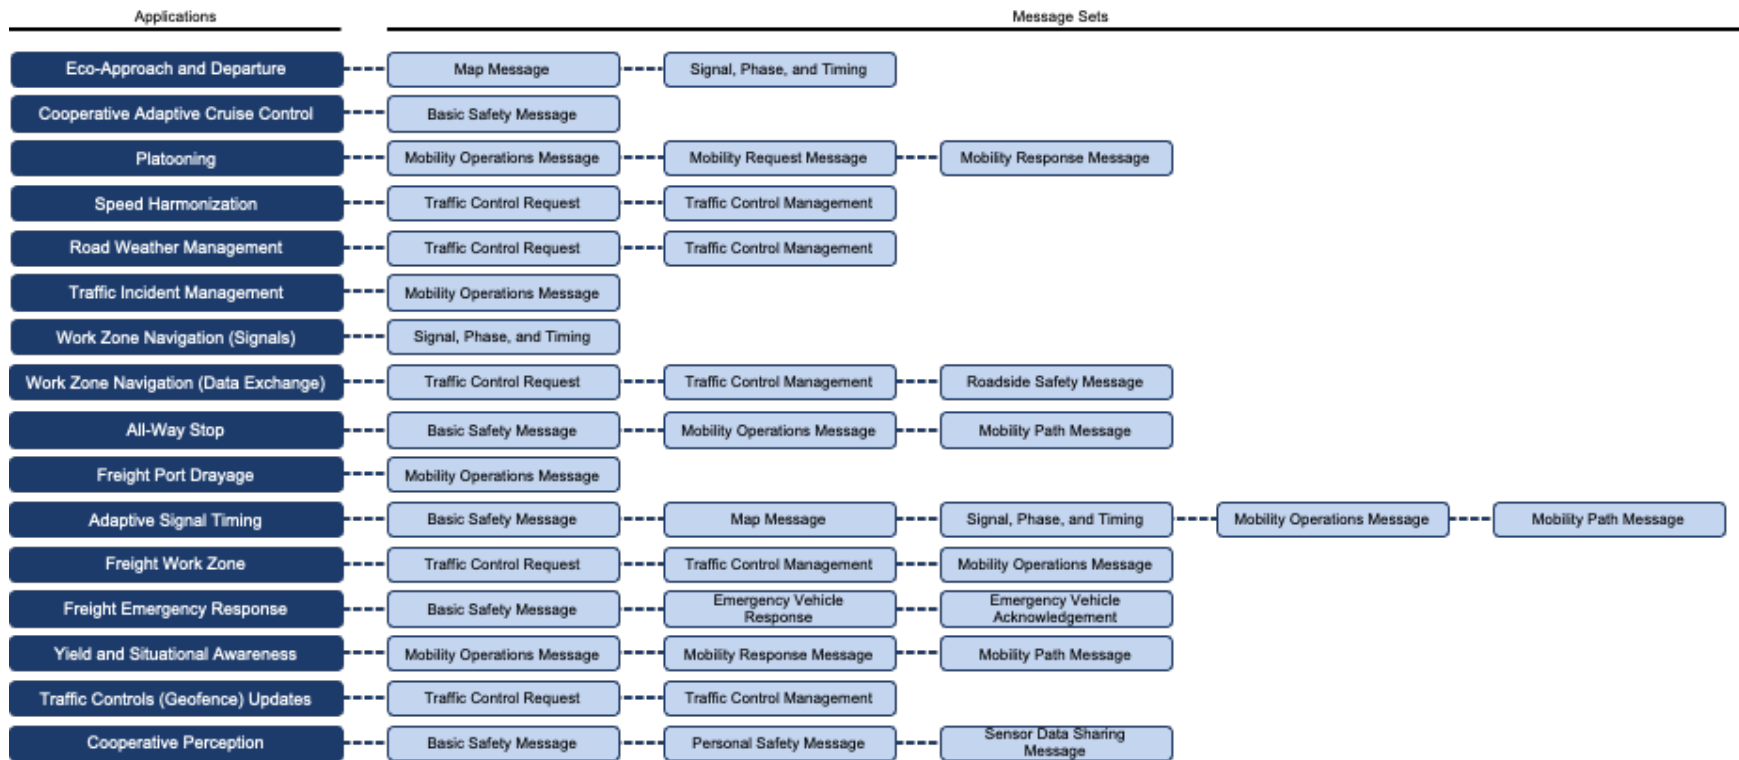 Applications Message Sets
Eco-Approach and Departure Map Message Signal, Phase, and Timing
Cooperative Adaptive Cruise Control Basic Safety Message
Platooning Mobility Operations Message Mobility Request Message Mobility Response Message
Speed Harmonization Traffic Control Request Traffic Control Management
Road Weather Management Traffic Control Request Traffic Control Management
Traffic Incident Management Mobility Operations Message
Work Zone Navigation (Signals) Signal, Phase, and Timing
Work Zone Navigation (Data Exchange) Traffic Control Request Traffic Control Management Roadside Safety Message
All-Way Stop Basic Safety Message Mobility Operations Message Mobility Path Message
Freight Port Drayage Mobility Operations Message
Adaptive Signal Timing Basic Safety Message Map Message Signal, Phase, and Timing Mobility Operations Message Mobility Path Message
Freight Work Zone Traffic Control Request Traffic Control Management Mobility Operations Message
Freight Emergency Response Basic Safety Message Emergency Vehicle
Response Emergency Vehicle
Acknowledgement
Yield and Situational Awareness Mobility Operations Message Mobility Response Message Mobility Path Message
Traffic Controls (Geofence) Updates Traffic Control Request Traffic Control Management
Cooperative Perception Basic Safety Message Personal Safety Message Sensor Data Sharing
Message